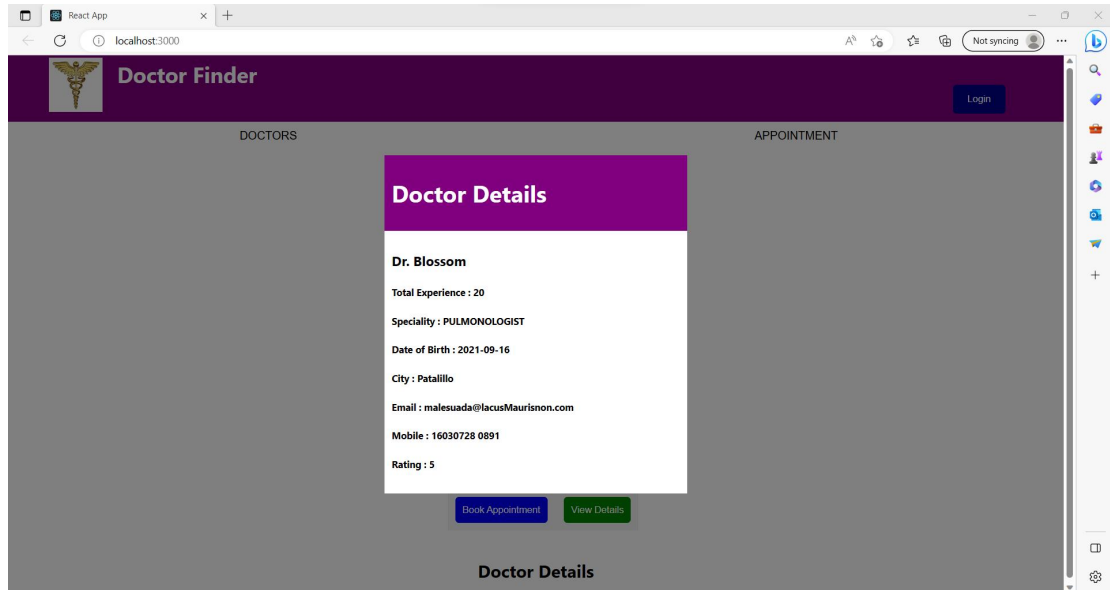 React App
localhost:3000
Not syncing
Doctor Finder
Login
DOCTORS APPOINTMENT
Doctor Details
Dr. Blossom
Total Experience : 20
Speciality : PULMONOLOGIST
Date of Birth : 2021-09-16
City : Patalillo
Email : malesuada@lacusMaurisnon.com
Mobile : 16030728 0891
Rating : 5
Book Appointment View Details
Doctor Details